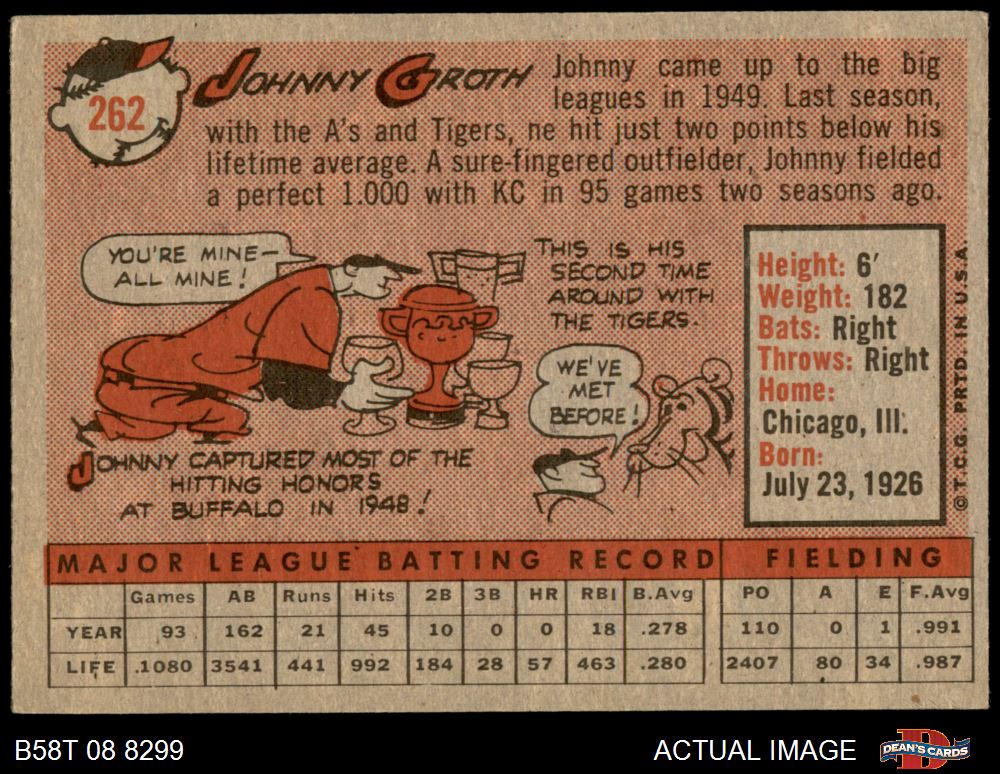 262
JOHNNY GROTH
Johnny came up to the big
leagues in 1949. Last season,
with the A's and Tigers, ne hit just two points below his
lifetime average. A sure-fingered outfielder, Johnny fielded
a perfect 1.000 with KC in 95 games two seasons ago.
YOU'RE MINE—
ALL MINE!
JOHNNY CAPTURED MOST OF THE
HITTING HONORS
AT BUFFALO IN 1948!
THIS IS HIS
SECOND TIME
AROUND WITH
THE TIGERS.
WE'VE
MET
BEFORE!
Height: 6'
Weight: 182
Bats: Right
Throws: Right
Home:
Chicago, Ill.
Born:
July 23, 1926
© T.C.G. PRTD. IN U.S.A.
MAJOR LEAGUE BATTING RECORD FIELDING
Games AB Runs Hits 2B 3B HR RBI B.Avg PO A E F.Avg
YEAR 93 162 21 45 10 0 0 18 .278 110 0 1 .991
LIFE .1080 3541 441 992 184 28 57 463 .280 2407 80 34 .987
B58T 08 8299 ACTUAL IMAGE DEAN'S CARDS